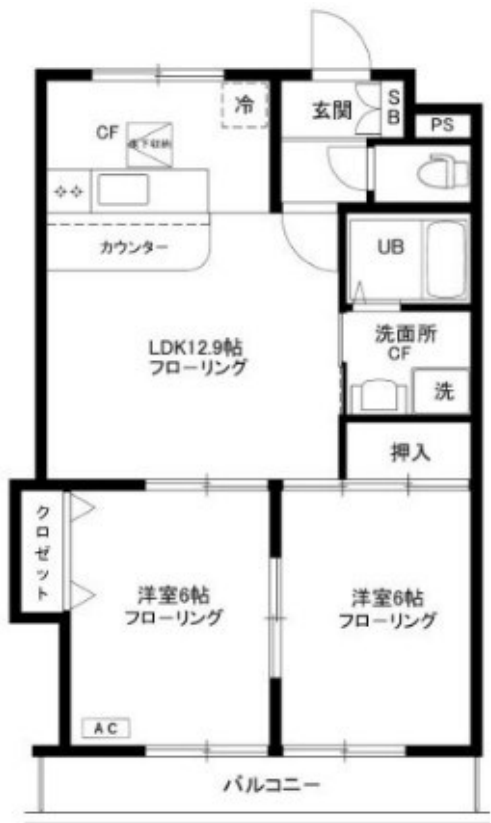 冷
玄関
SB
PS
CF
床下収納
カウンター
UB
LDK12.9帖
フローリング
洗面所
CF
洗
押入
クロゼット
洋室6帖
フローリング
洋室6帖
フローリング
AC
バルコニー